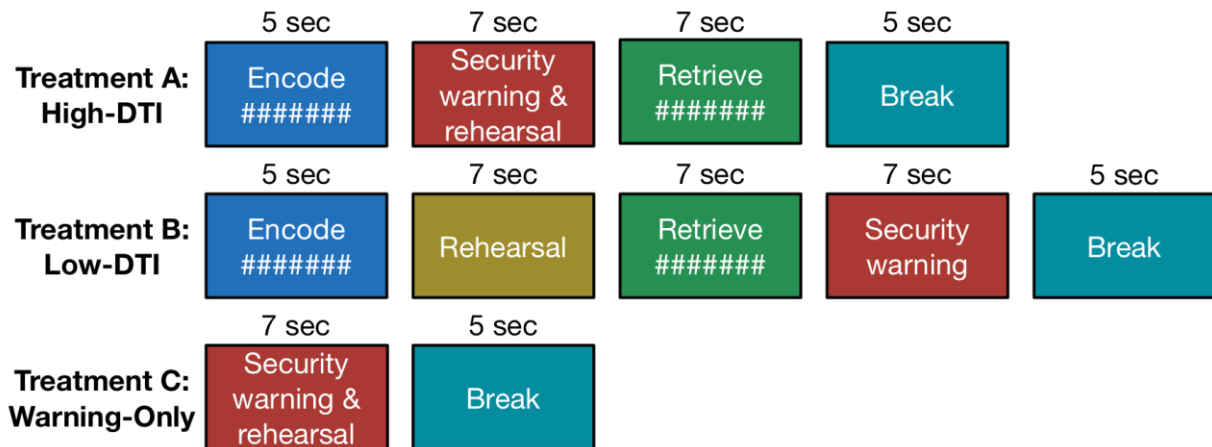 5 sec 7 sec 7 sec 5 sec
Treatment A:
High-DTI
Encode
#######
Security
warning &
rehearsal
Retrieve
#######
Break
5 sec 7 sec 7 sec 7 sec 5 sec
Treatment B:
Low-DTI
Encode
#######
Rehearsal
Retrieve
#######
Security
warning
Break
7 sec 5 sec
Treatment C:
Warning-Only
Security
warning &
rehearsal
Break